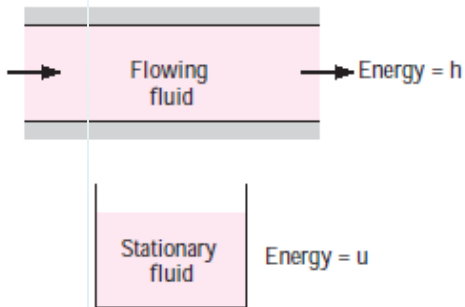 Flowing
fluid
Energy = h
Stationary
fluid
Energy = u